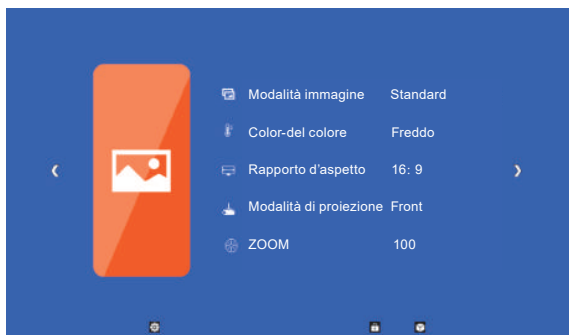 Modalità immagine Standard
Color-del colore Freddo
Rapporto d'aspetto 16: 9
Modalità di proiezione Front
ZOOM 100